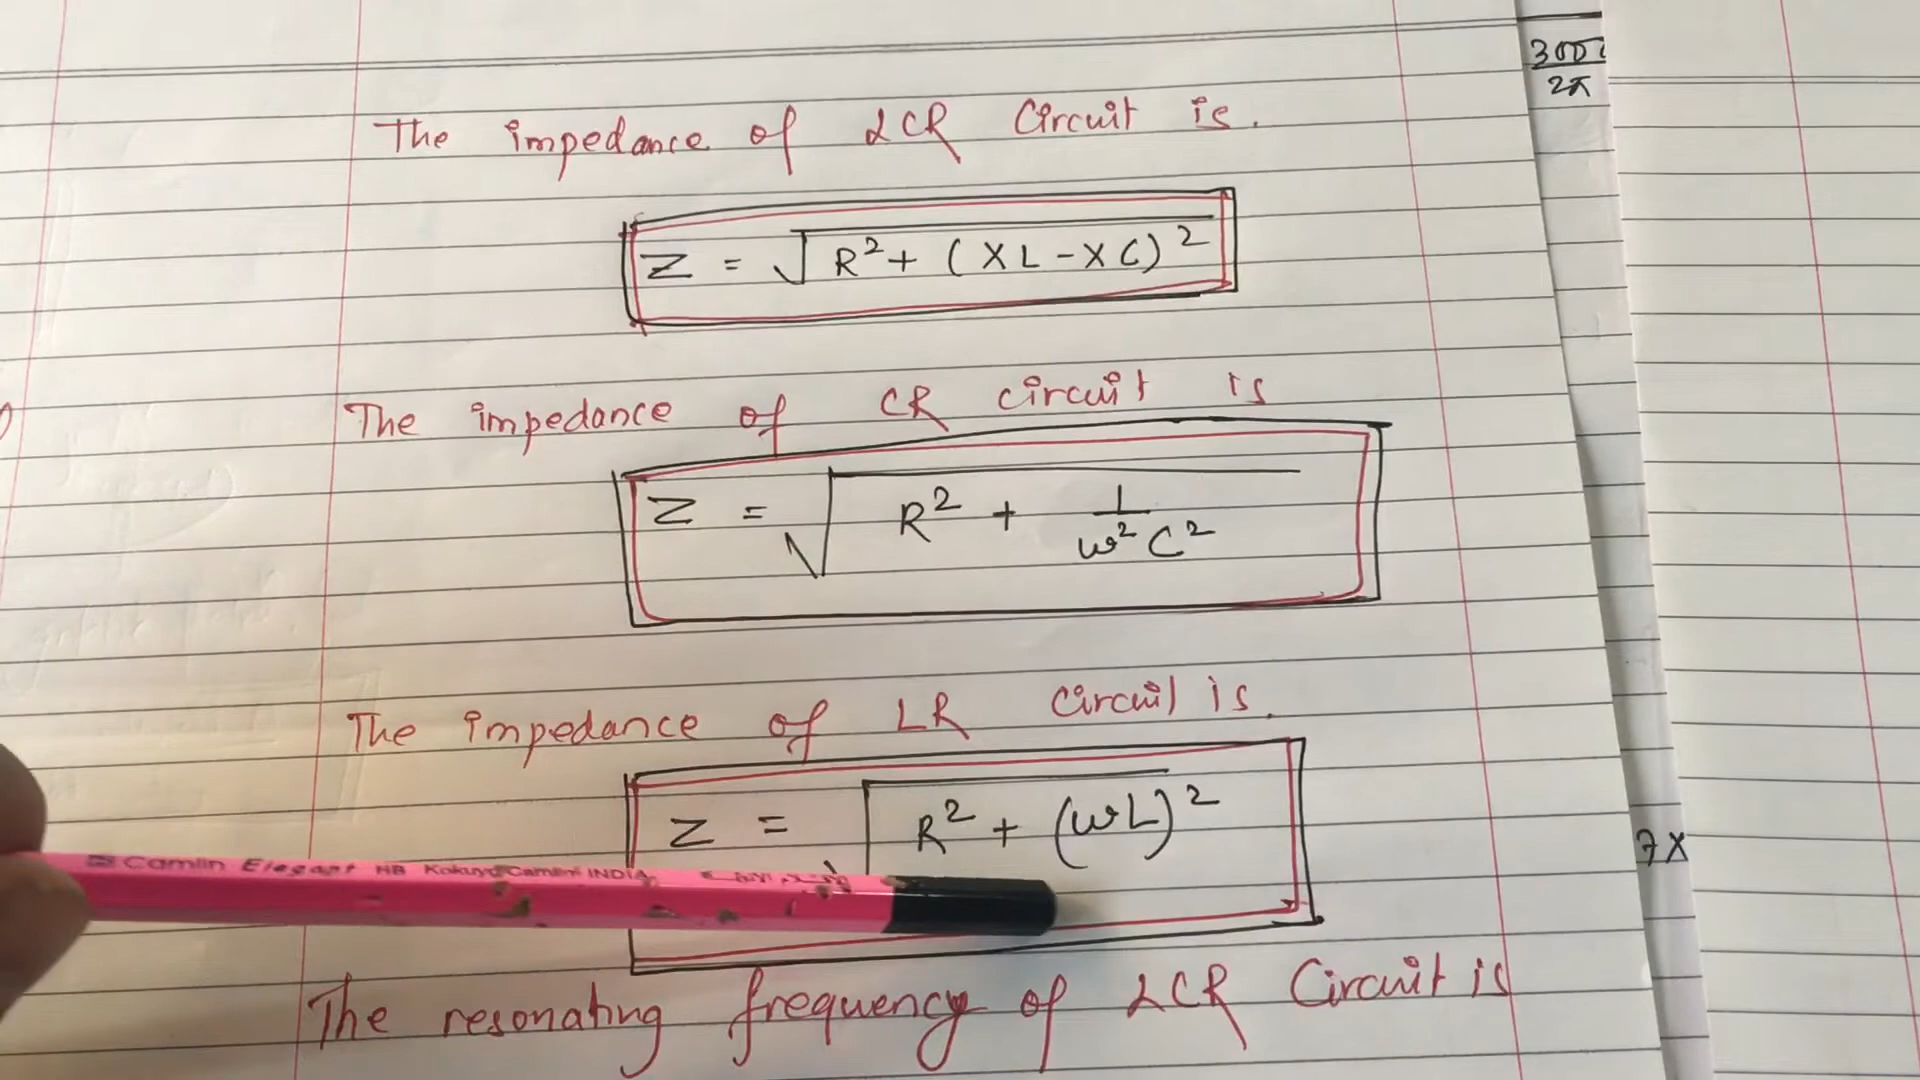 The impedance of LCR Circuit is.
Z = √R² + (XL - XC)²
The impedance of CR circuit is
Z = √R² + 1/ω²C²
The impedance of LR Circuit is.
Z = √R² + (ωL)²
Camlin Elegant HB Kokuyo Camlin INDIA
The resonating frequency of LCR Circuit is
2π
7X